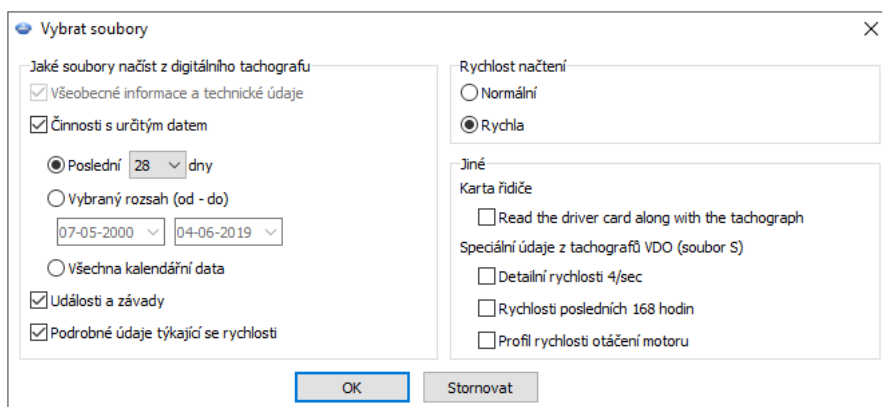 Vybrat soubory
Jaké soubory načíst z digitálního tachografu
Všeobecné informace a technické údaje
Činnosti s určitým datem
Poslední 28 dny
Vybraný rozsah (od - do)
07-05-2000 04-06-2019
Všechna kalendářní data
Události a závady
Podrobné údaje týkající se rychlosti
Rychlost načtení
Normální
Rychla
Jiné
Karta řidiče
Read the driver card along with the tachograph
Speciální údaje z tachografů VDO (soubor S)
Detailní rychlosti 4/sec
Rychlosti posledních 168 hodin
Profil rychlosti otáčení motoru
OK
Stornovat